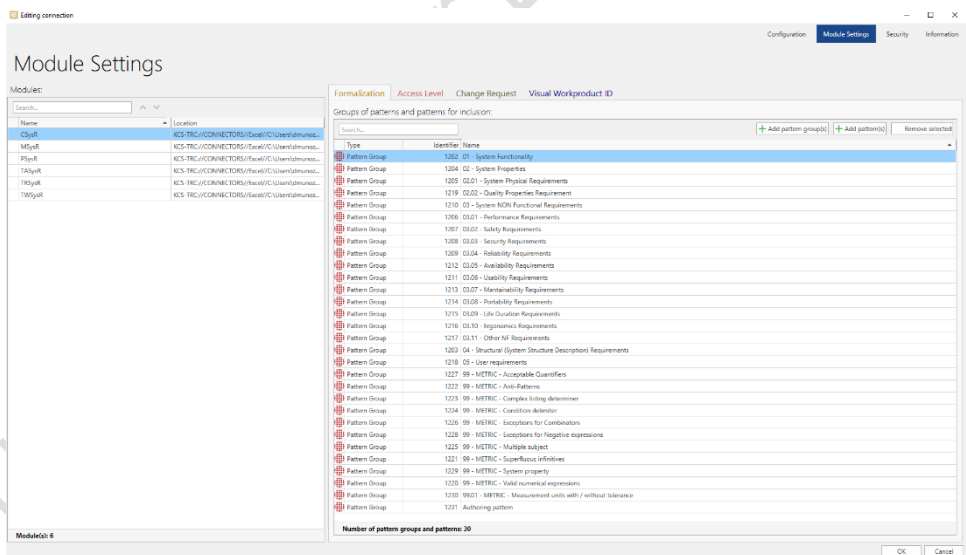 Editing connection
Configuration Module Settings Security Information
Module Settings
Modules:
Search...
Name Location
CSysR KCS-TRC://CONNECTORS//Excel//C:\Users\dmunoz...
MSysR KCS-TRC://CONNECTORS//Excel//C:\Users\dmunoz...
PSysR KCS-TRC://CONNECTORS//Excel//C:\Users\dmunoz...
TASysR KCS-TRC://CONNECTORS//Excel//C:\Users\dmunoz...
TRSysR KCS-TRC://CONNECTORS//Excel//C:\Users\dmunoz...
TWSysR KCS-TRC://CONNECTORS//Excel//C:\Users\dmunoz...
Module(s): 6
Formalization Access Level Change Request Visual Workproduct ID
Groups of patterns and patterns for inclusion:
Search... Add pattern group(s) Add pattern(s) Remove selected
Type Identifier Name
Pattern Group 1202 01 - System Functionality
Pattern Group 1204 02 - System Properties
Pattern Group 1205 02.01 - System Physical Requirements
Pattern Group 1219 02.02 - Quality Properties Requirement
Pattern Group 1210 03 - System NON Functional Requirements
Pattern Group 1206 03.01 - Performance Requirements
Pattern Group 1207 03.02 - Safety Requirements
Pattern Group 1208 03.03 - Security Requirements
Pattern Group 1209 03.04 - Reliability Requirements
Pattern Group 1212 03.05 - Availability Requirements
Pattern Group 1211 03.06 - Usability Requirements
Pattern Group 1213 03.07 - Mantainability Requirements
Pattern Group 1214 03.08 - Portability Requirements
Pattern Group 1215 03.09 - Life Duration Requirements
Pattern Group 1216 03.10 - Ergonomics Requirements
Pattern Group 1217 03.11 - Other NF Requirements
Pattern Group 1203 04 - Structural (System Structure Description) Requirements
Pattern Group 1218 05 - User requirements
Pattern Group 1227 99 - METRIC - Acceptable Quantifiers
Pattern Group 1222 99 - METRIC - Anti-Patterns
Pattern Group 1223 99 - METRIC - Complex listing determiner
Pattern Group 1224 99 - METRIC - Condition delimiter
Pattern Group 1226 99 - METRIC - Exceptions for Combinators
Pattern Group 1228 99 - METRIC - Exceptions for Negative expressions
Pattern Group 1225 99 - METRIC - Multiple subject
Pattern Group 1221 99 - METRIC - Superfluous infinitives
Pattern Group 1229 99 - METRIC - System property
Pattern Group 1220 99 - METRIC - Valid numerical expressions
Pattern Group 1230 99.01 - METRIC - Measurement units with / without tolerance
Pattern Group 1231 Authoring pattern
Number of pattern groups and patterns: 30
OK Cancel